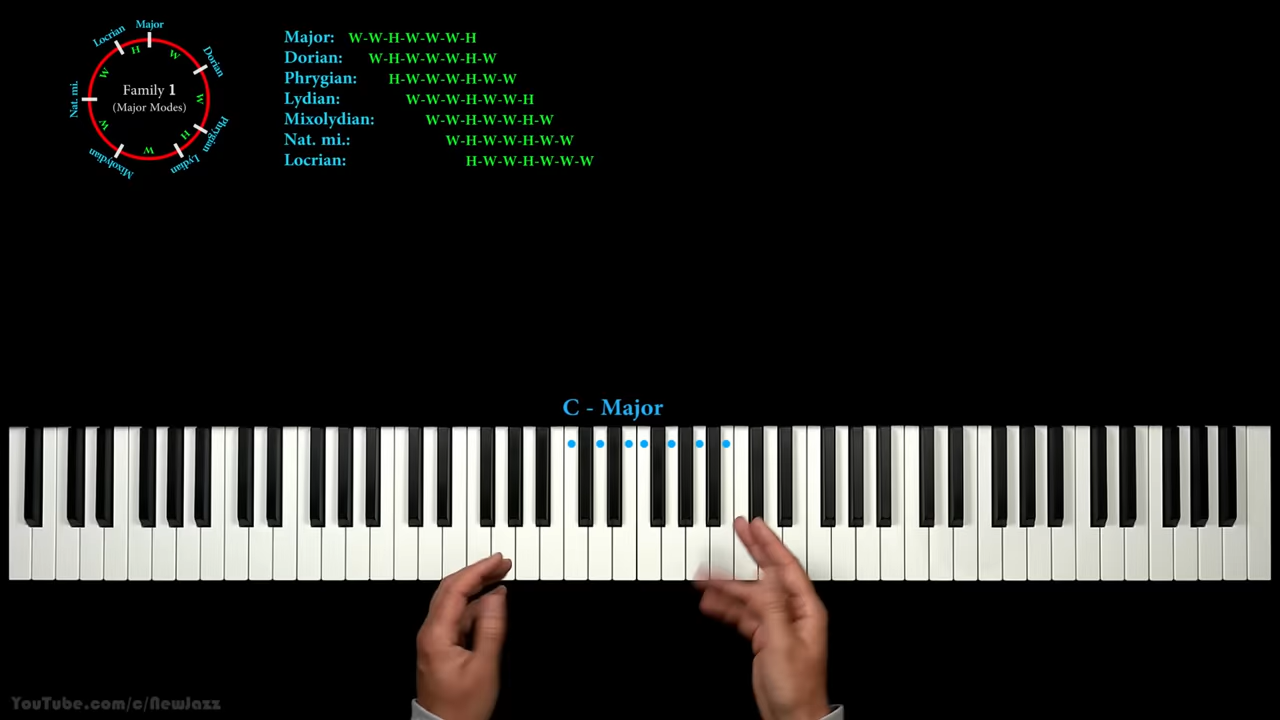 Major
Dorian
Phrygian
Lydian
Mixolydian
Nat. mi.
Locrian
W
W
H
W
W
W
H
Family 1
(Major Modes)
Major: W-W-H-W-W-W-H
Dorian: W-H-W-W-W-H-W
Phrygian: H-W-W-W-H-W-W
Lydian: W-W-W-H-W-W-H
Mixolydian: W-W-H-W-W-H-W
Nat. mi.: W-H-W-W-H-W-W
Locrian: H-W-W-H-W-W-W
C - Major
YouTube.com/c/NewJazz